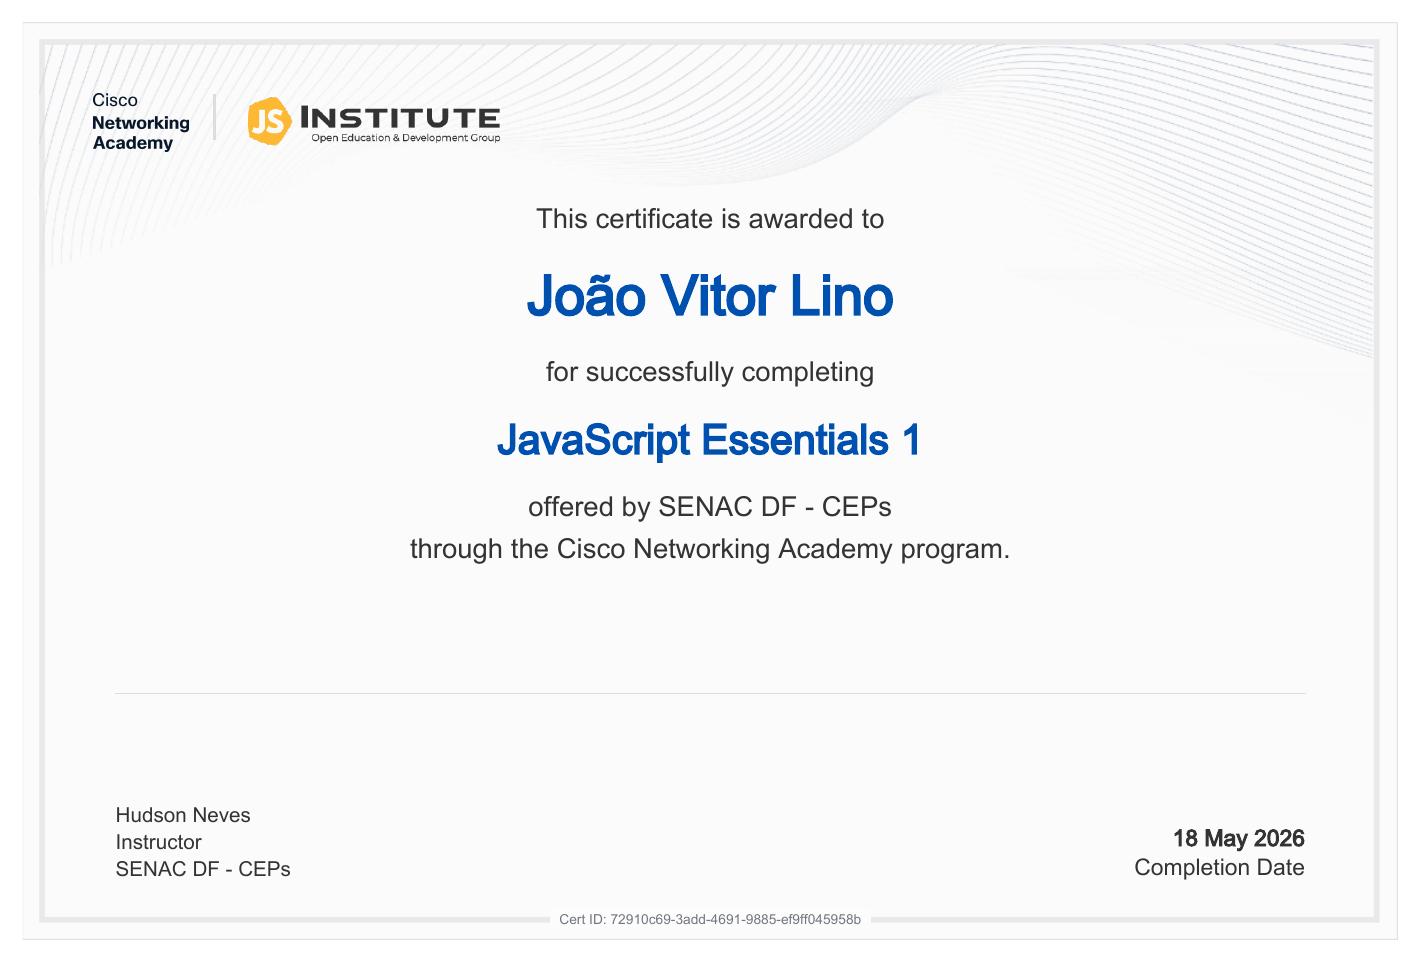 Cisco
Networking
Academy
JS INSTITUTE
Open Education & Development Group
This certificate is awarded to
João Vitor Lino
for successfully completing
JavaScript Essentials 1
offered by SENAC DF - CEPs
through the Cisco Networking Academy program.
Hudson Neves
Instructor
SENAC DF - CEPs
18 May 2026
Completion Date
Cert ID: 72910c69-3add-4691-9885-ef9ff045958b